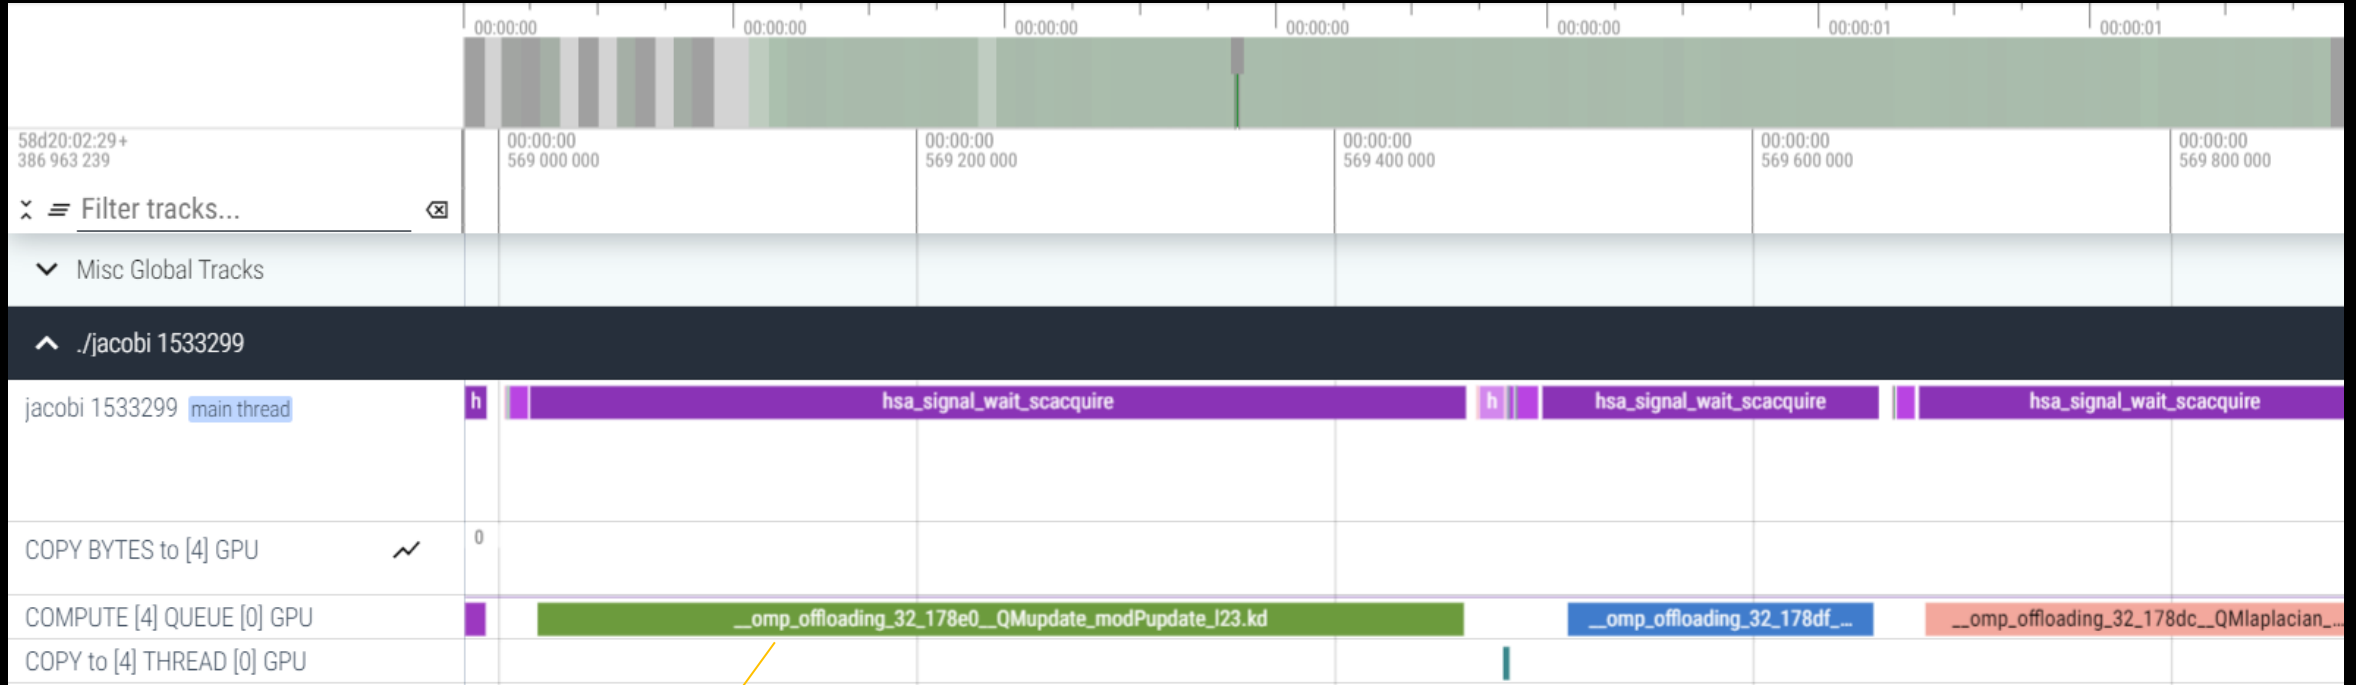 00:00:00 00:00:00 00:00:00 00:00:00 00:00:00 00:00:01 00:00:01
58d20:02:29+ 00:00:00 00:00:00 00:00:00 00:00:00 00:00:00
386 963 239 569 000 000 569 200 000 569 400 000 569 600 000 569 800 000
Filter tracks...
Misc Global Tracks
./jacobi 1533299
jacobi 1533299 main thread h hsa_signal_wait_scacquire h hsa_signal_wait_scacquire hsa_signal_wait_scacquire
COPY BYTES to [4] GPU 0
COMPUTE [4] QUEUE [0] GPU __omp_offloading_32_178e0__QMupdate_modPupdate_l23.kd __omp_offloading_32_178df_... __omp_offloading_32_178dc__QMlaplacian_...
COPY to [4] THREAD [0] GPU